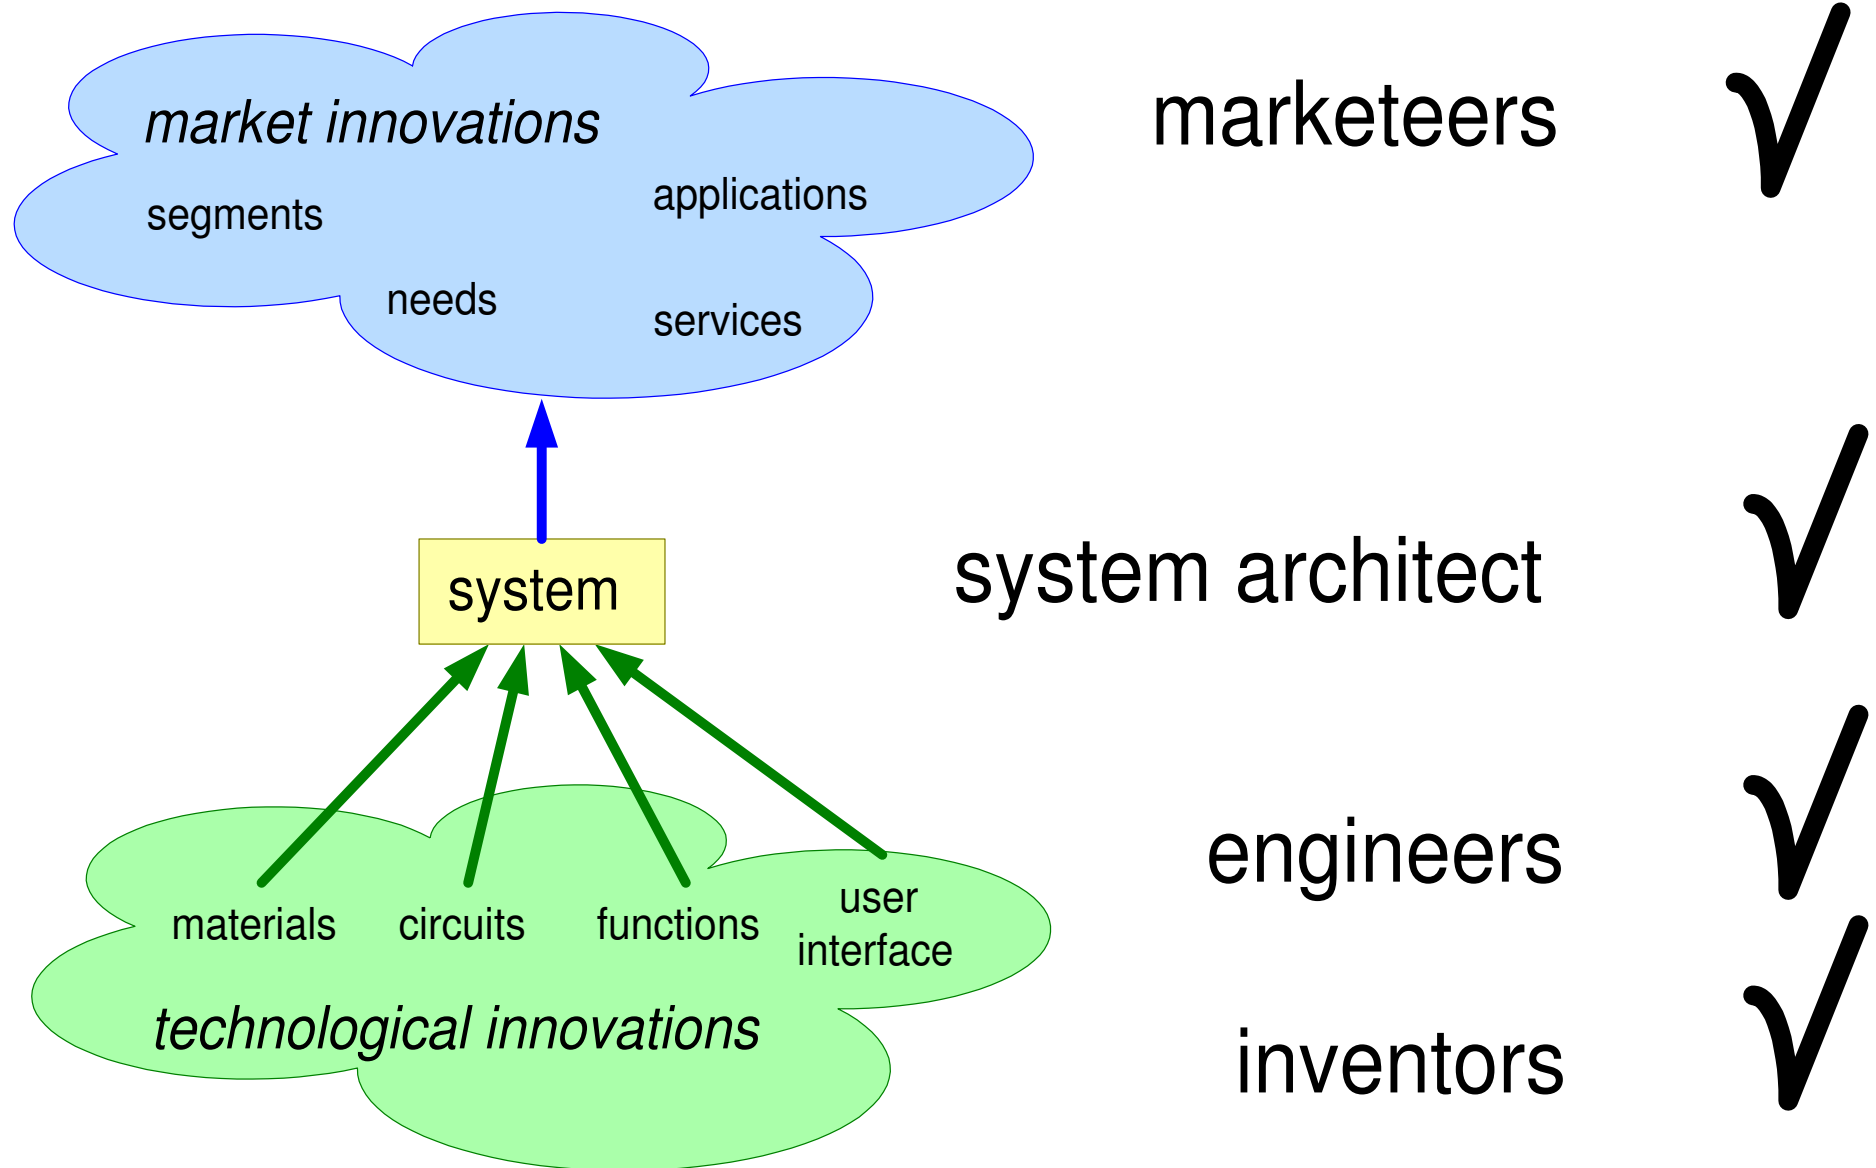 market innovations
marketeers
segments
applications
needs
services
system
system architect
engineers
materials
circuits
functions
user
interface
technological innovations
inventors